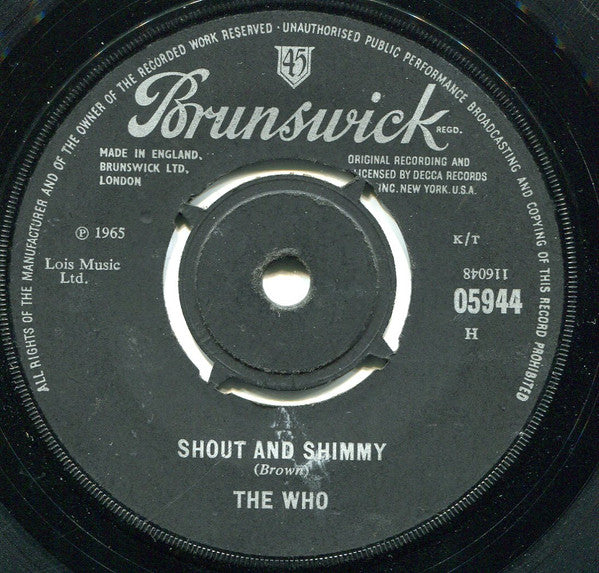 ALL RIGHTS OF THE MANUFACTURER AND OF THE OWNER OF THE RECORDED WORK RESERVED · UNAUTHORISED PUBLIC PERFORMANCE BROADCASTING AND COPYING OF THIS RECORD PROHIBITED
45
Brunswick REGD.
MADE IN ENGLAND.
BRUNSWICK LTD.
LONDON
ORIGINAL RECORDING AND
LICENSED BY DECCA RECORDS
INC. NEW YORK. U.S.A.
℗ 1965
Lois Music
Ltd.
K/T
116048
05944
H
SHOUT AND SHIMMY
(Brown)
THE WHO